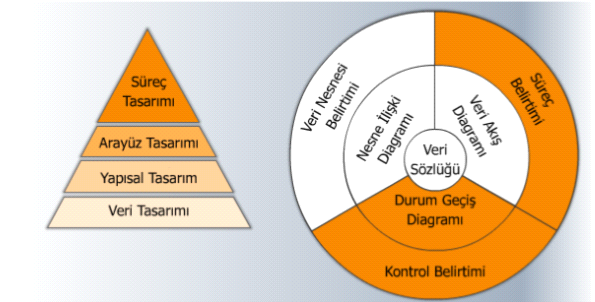 Süreç
Tasarımı
Arayüz Tasarımı
Yapısal Tasarım
Veri Tasarımı
Veri Nesnesi
Belirtimi
Nesne İlişki
Diagramı
Veri Akış
Diagramı
Süreç
Belirtimi
Veri
Sözlüğü
Durum Geçiş
Diagramı
Kontrol Belirtimi